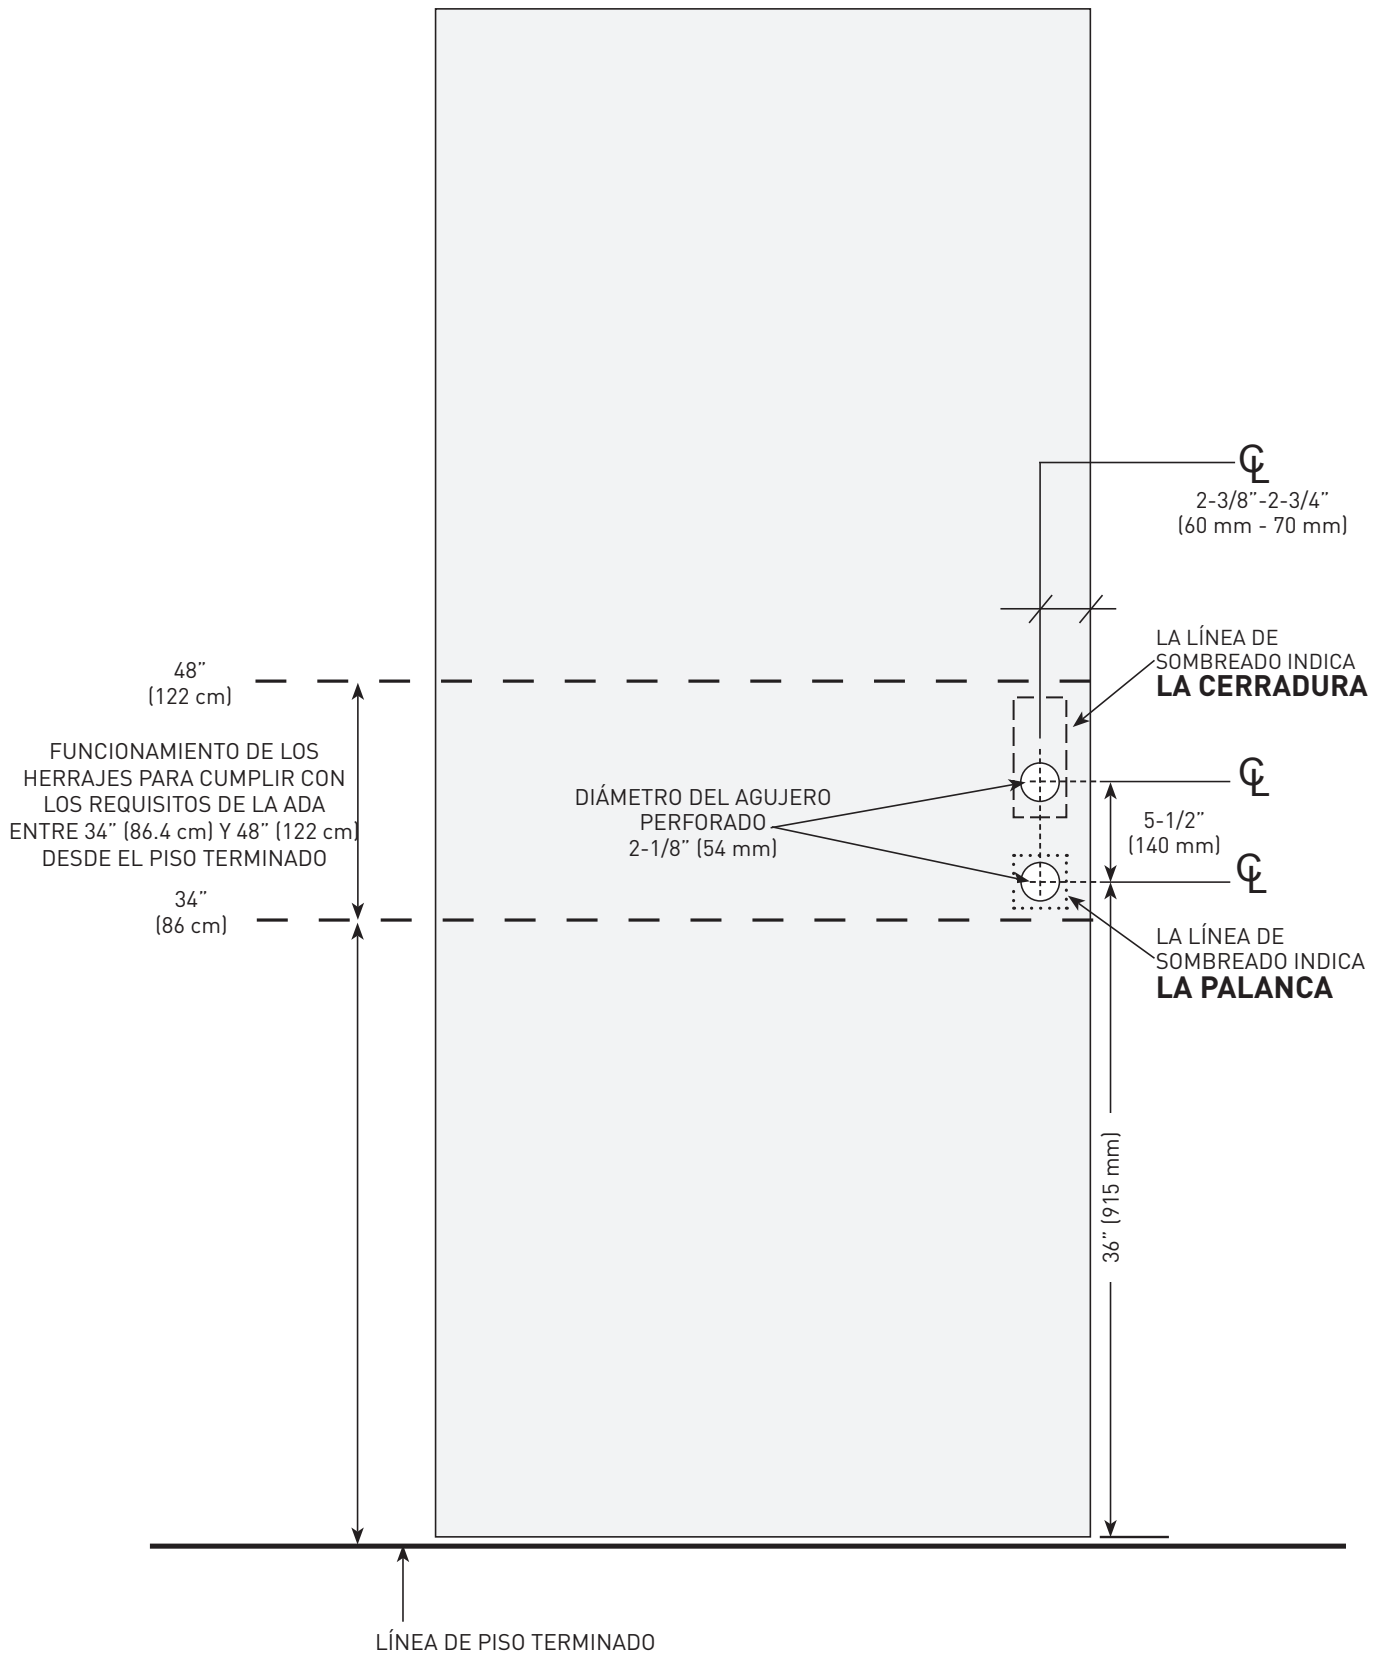 ℄
2-3/8”-2-3/4”
(60 mm - 70 mm)
LA LÍNEA DE
SOMBREADO INDICA
LA CERRADURA
48”
(122 cm)
FUNCIONAMIENTO DE LOS
HERRAJES PARA CUMPLIR CON
LOS REQUISITOS DE LA ADA
ENTRE 34” (86.4 cm) Y 48” (122 cm)
DESDE EL PISO TERMINADO
34”
(86 cm)
DIÁMETRO DEL AGUJERO
PERFORADO
2-1/8” (54 mm)
℄
5-1/2”
(140 mm)
℄
LA LÍNEA DE
SOMBREADO INDICA
LA PALANCA
36” (915 mm)
LÍNEA DE PISO TERMINADO